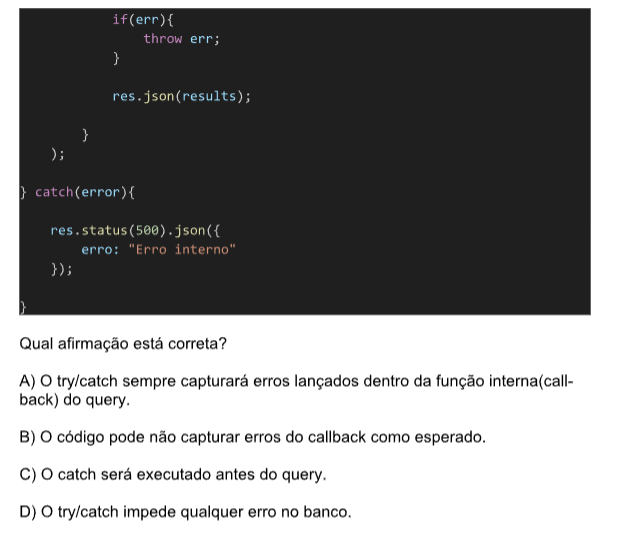 if(err){
throw err;
}
res.json(results);
}
);
} catch(error){
res.status(500).json({
erro: "Erro interno"
});
}
Qual afirmação está correta?
A) O try/catch sempre capturará erros lançados dentro da função interna(call-
back) do query.
B) O código pode não capturar erros do callback como esperado.
C) O catch será executado antes do query.
D) O try/catch impede qualquer erro no banco.